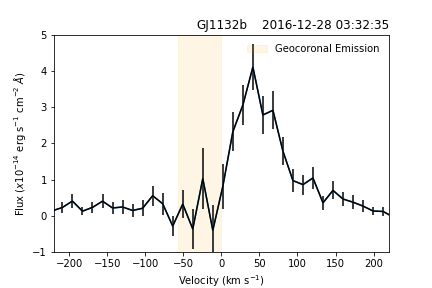 GJ1132b 2016-12-28 03:32:35
Geocoronal Emission
Flux (x10⁻¹⁴ erg s⁻¹ cm⁻² Å)
5
4
3
2
1
0
−1
−200 −150 −100 −50 0 50 100 150 200
Velocity (km s⁻¹)